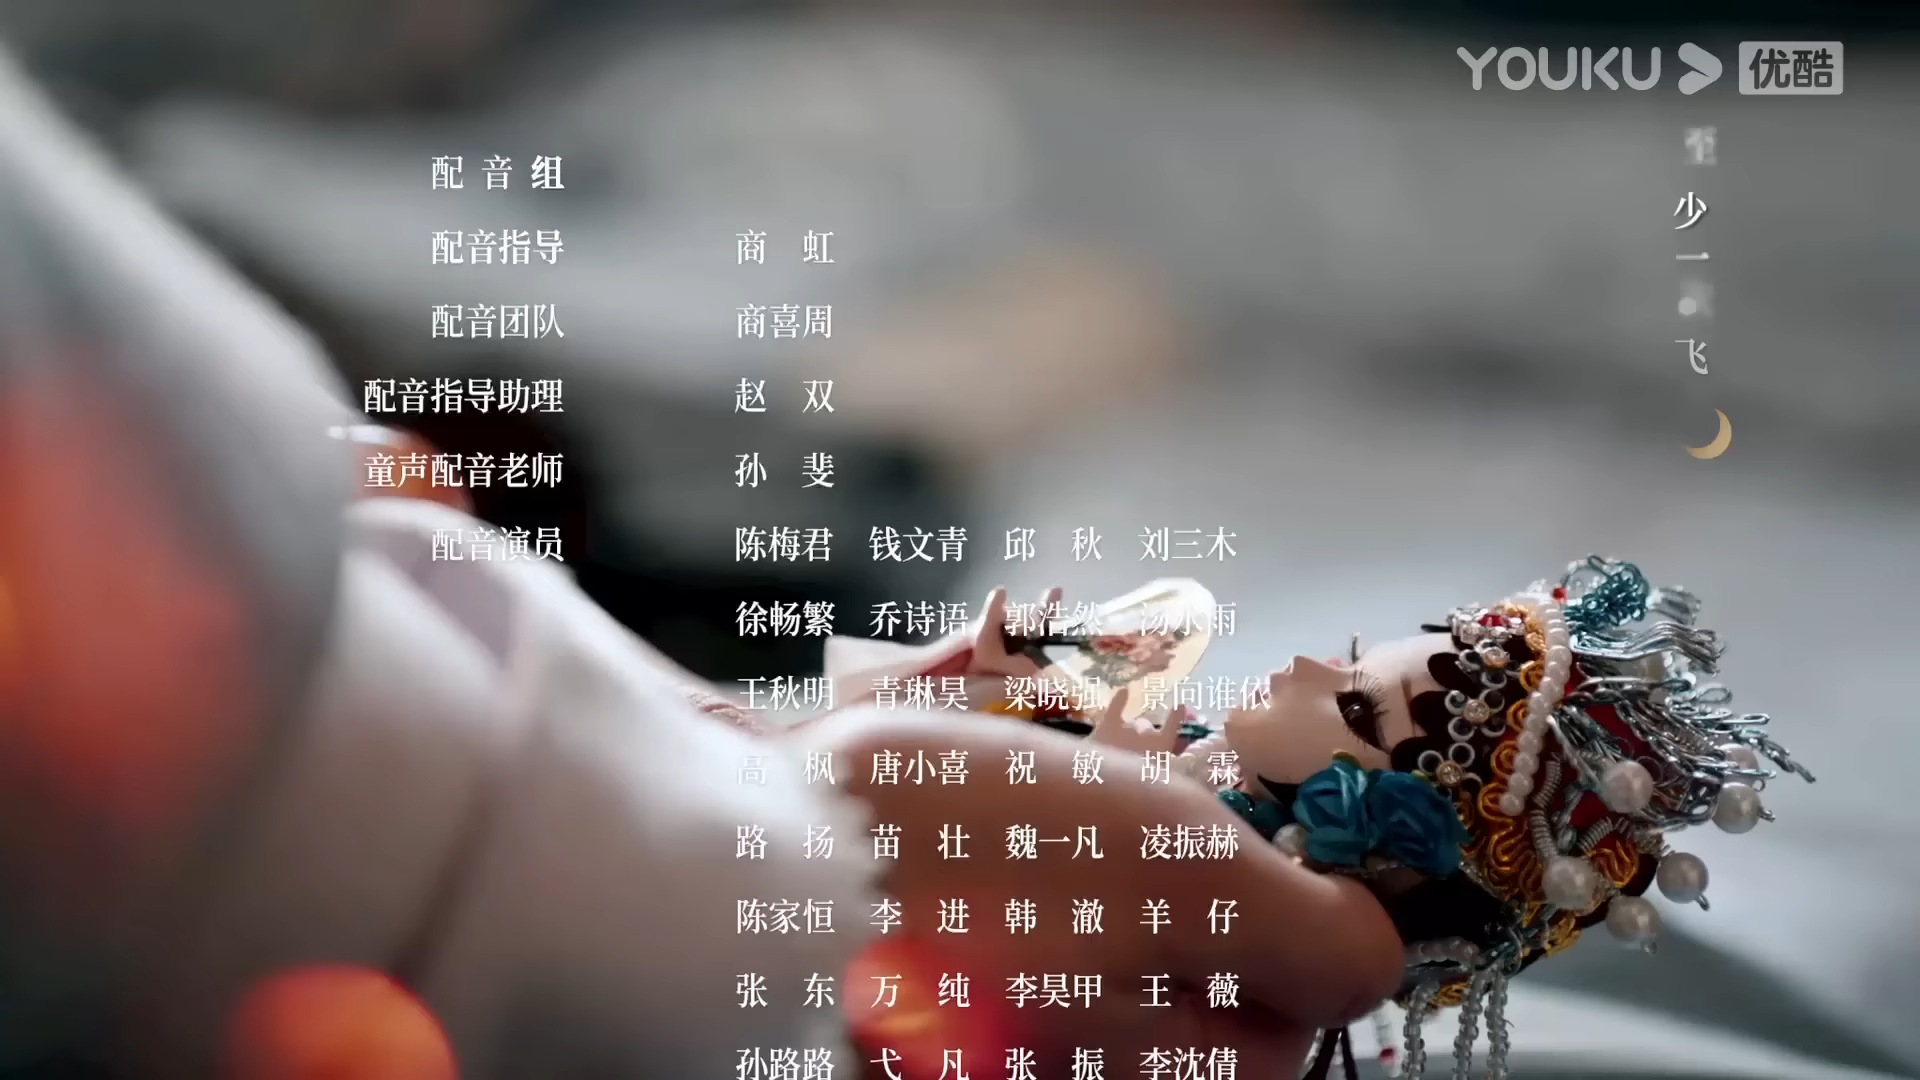 YOUKU 优酷
配音组
配音指导 商虹
配音团队 商喜周
配音指导助理 赵双
童声配音老师 孙斐
配音演员 陈梅君 钱文青 邱秋 刘三木
徐畅繁 乔诗语 郭浩然 汤水雨
王秋明 青琳昊 梁晓强 景向谁依
高枫 唐小喜 祝敏 胡霖
路扬 苗壮 魏一凡 凌振赫
陈家恒 李进 韩澈 羊仔
张东 万纯 李昊甲 王薇
孙路路 弋凡 张振 李沈倩
至少一
飞